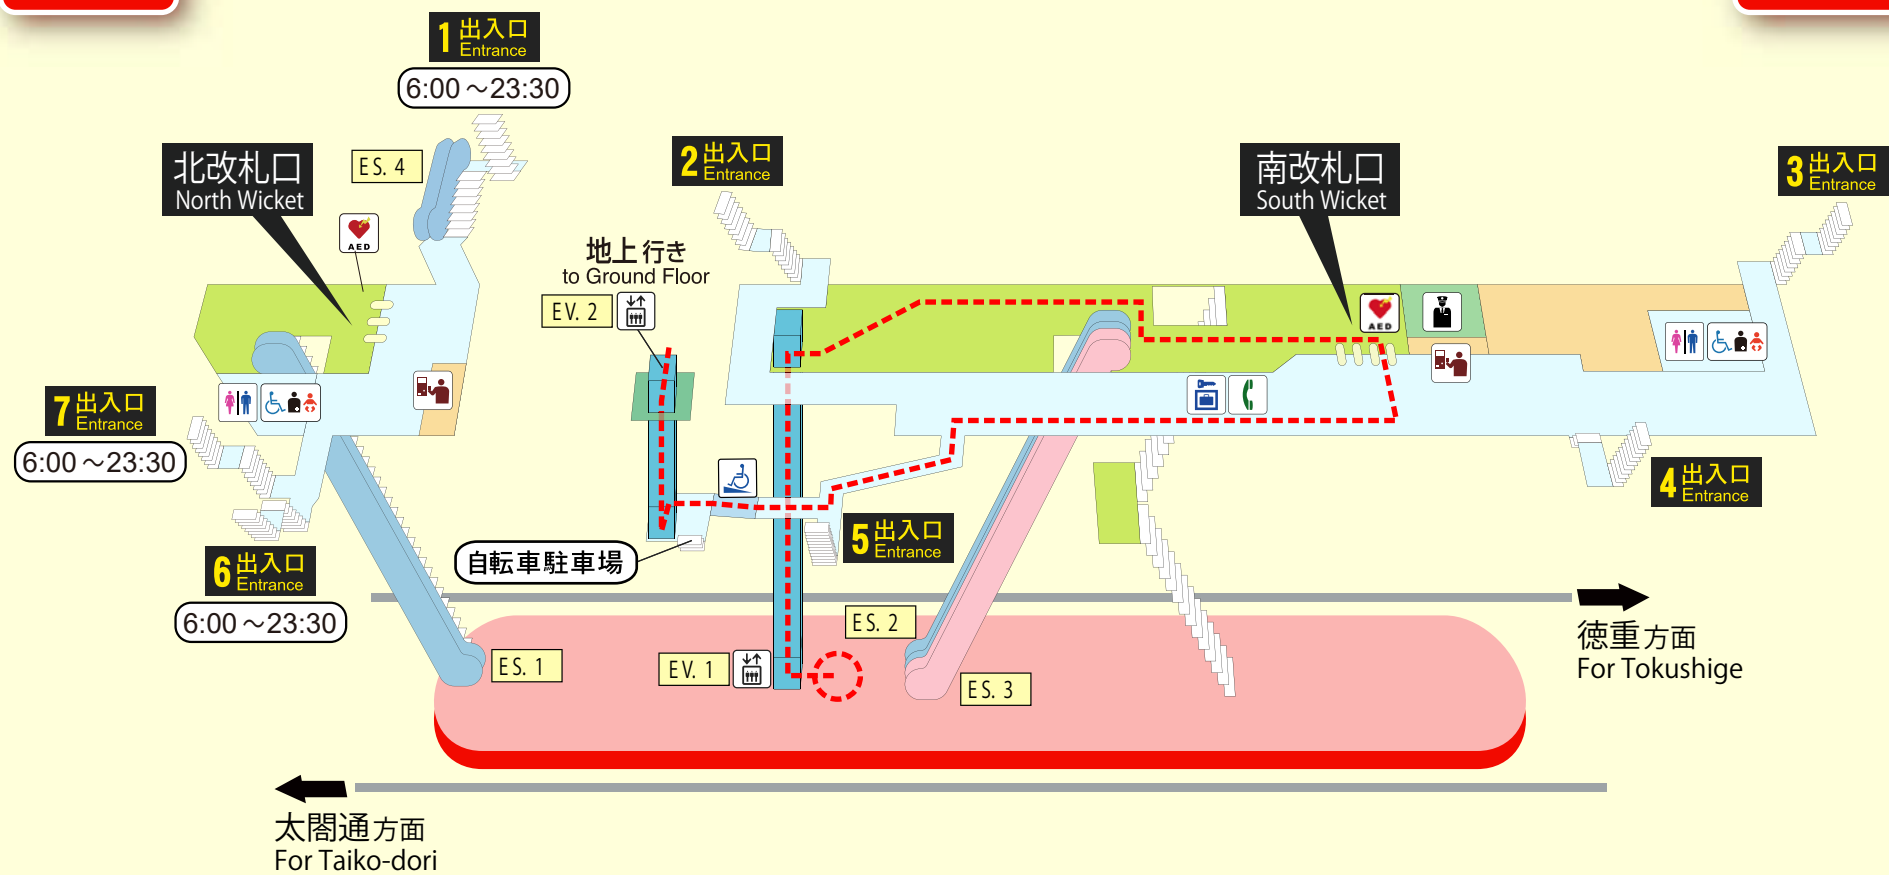 1 出入口
Entrance
6:00～23:30
北改札口
North Wicket
ES. 4
AED
2 出入口
Entrance
地上行き
to Ground Floor
EV. 2
南改札口
South Wicket
AED
3 出入口
Entrance
7 出入口
Entrance
6:00～23:30
4 出入口
Entrance
5 出入口
Entrance
自転車駐車場
6 出入口
Entrance
6:00～23:30
ES. 1
EV. 1
ES. 2
ES. 3
徳重方面
For Tokushige
太閤通方面
For Taiko-dori